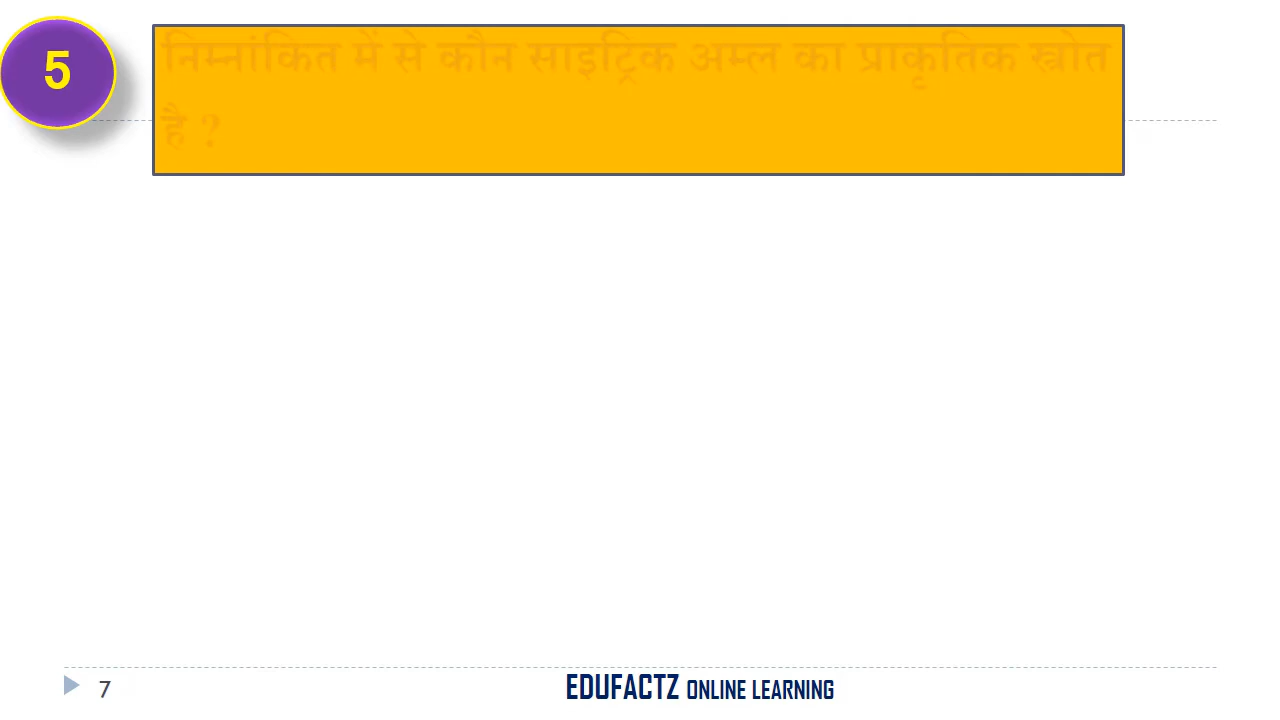 5
निम्नांकित में से कौन साइट्रिक अम्ल का प्राकृतिक स्त्रोत
है ?
7
EDUFACTZ ONLINE LEARNING